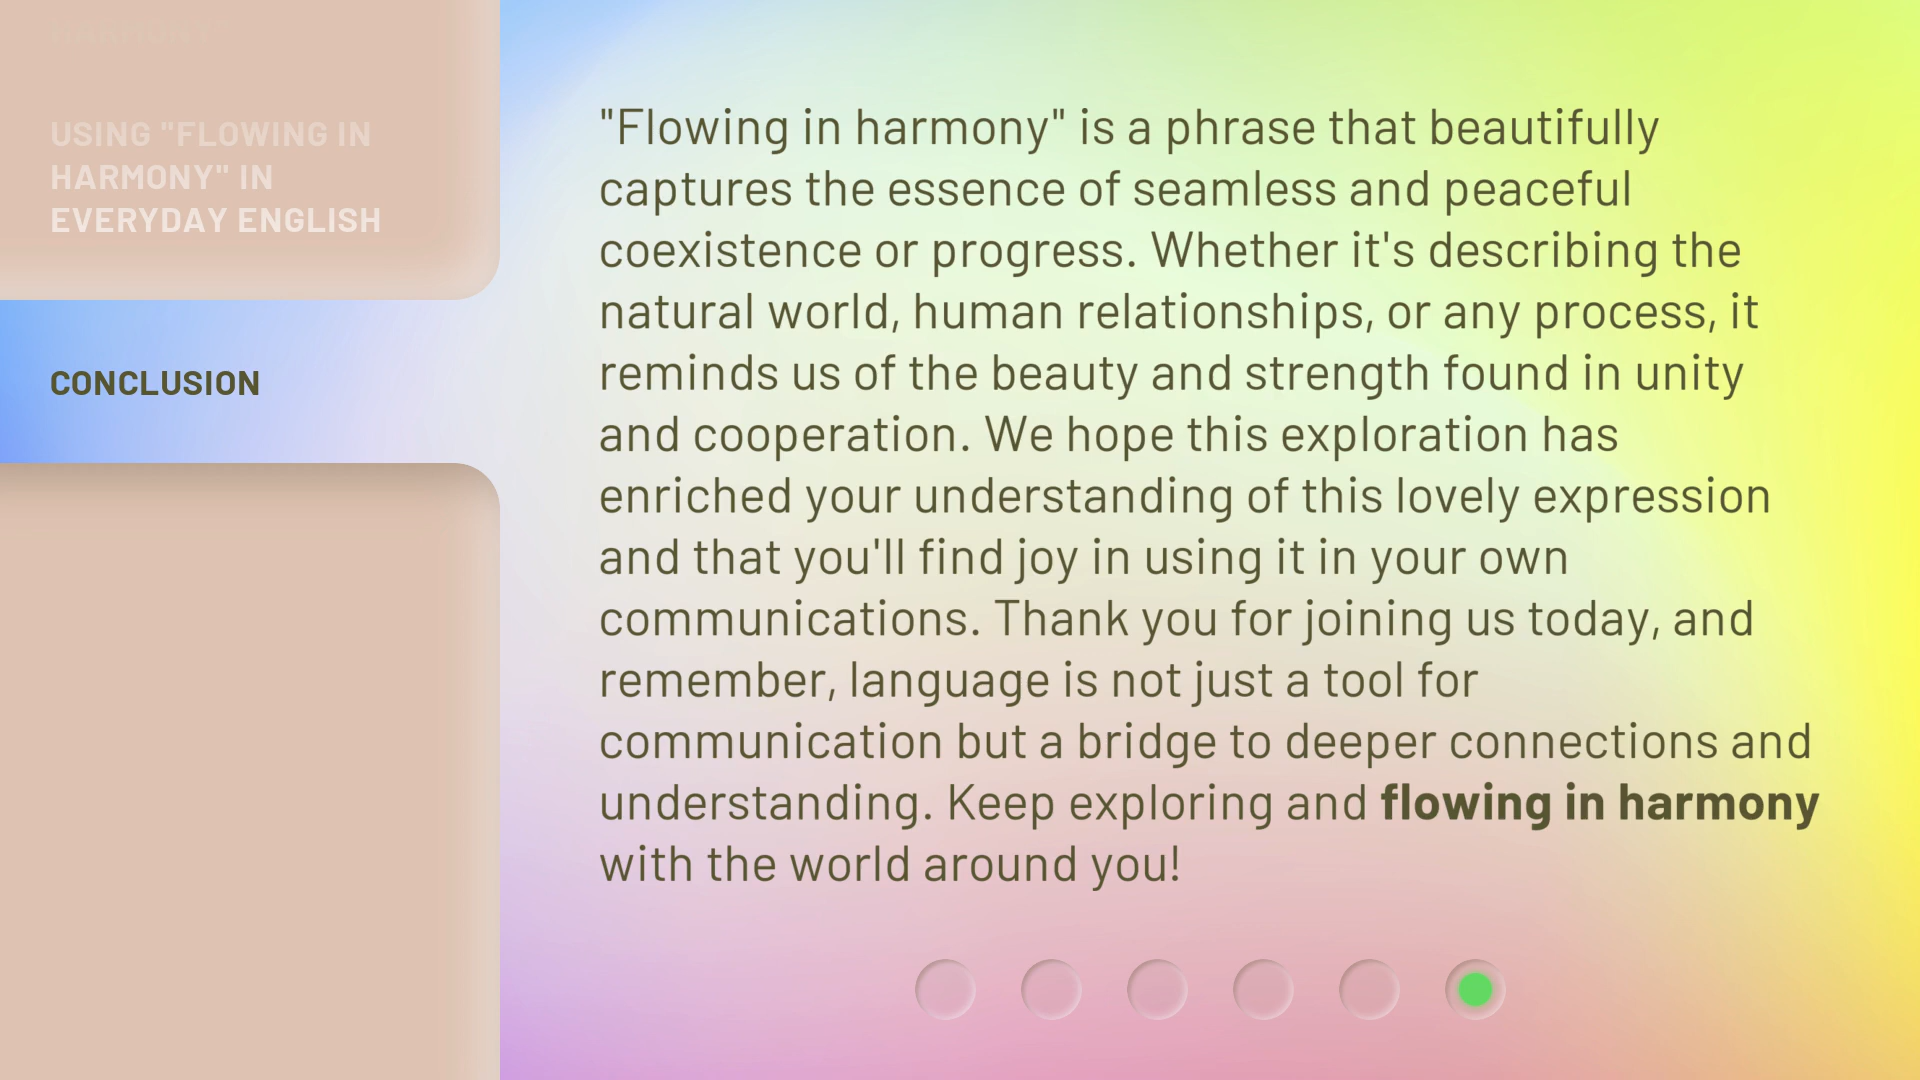 USING "FLOWING IN
HARMONY" IN
EVERYDAY ENGLISH
CONCLUSION
"Flowing in harmony" is a phrase that beautifully
captures the essence of seamless and peaceful
coexistence or progress. Whether it's describing the
natural world, human relationships, or any process, it
reminds us of the beauty and strength found in unity
and cooperation. We hope this exploration has
enriched your understanding of this lovely expression
and that you'll find joy in using it in your own
communications. Thank you for joining us today, and
remember, language is not just a tool for
communication but a bridge to deeper connections and
understanding. Keep exploring and flowing in harmony
with the world around you!